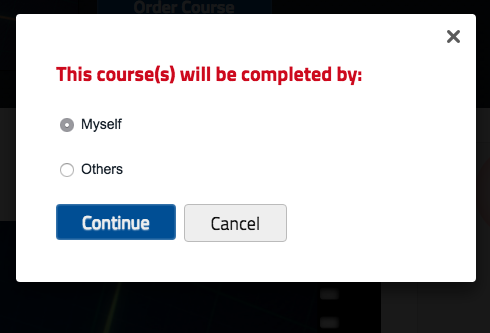 Order Course
This course(s) will be completed by:
Myself
Others
Continue
Cancel